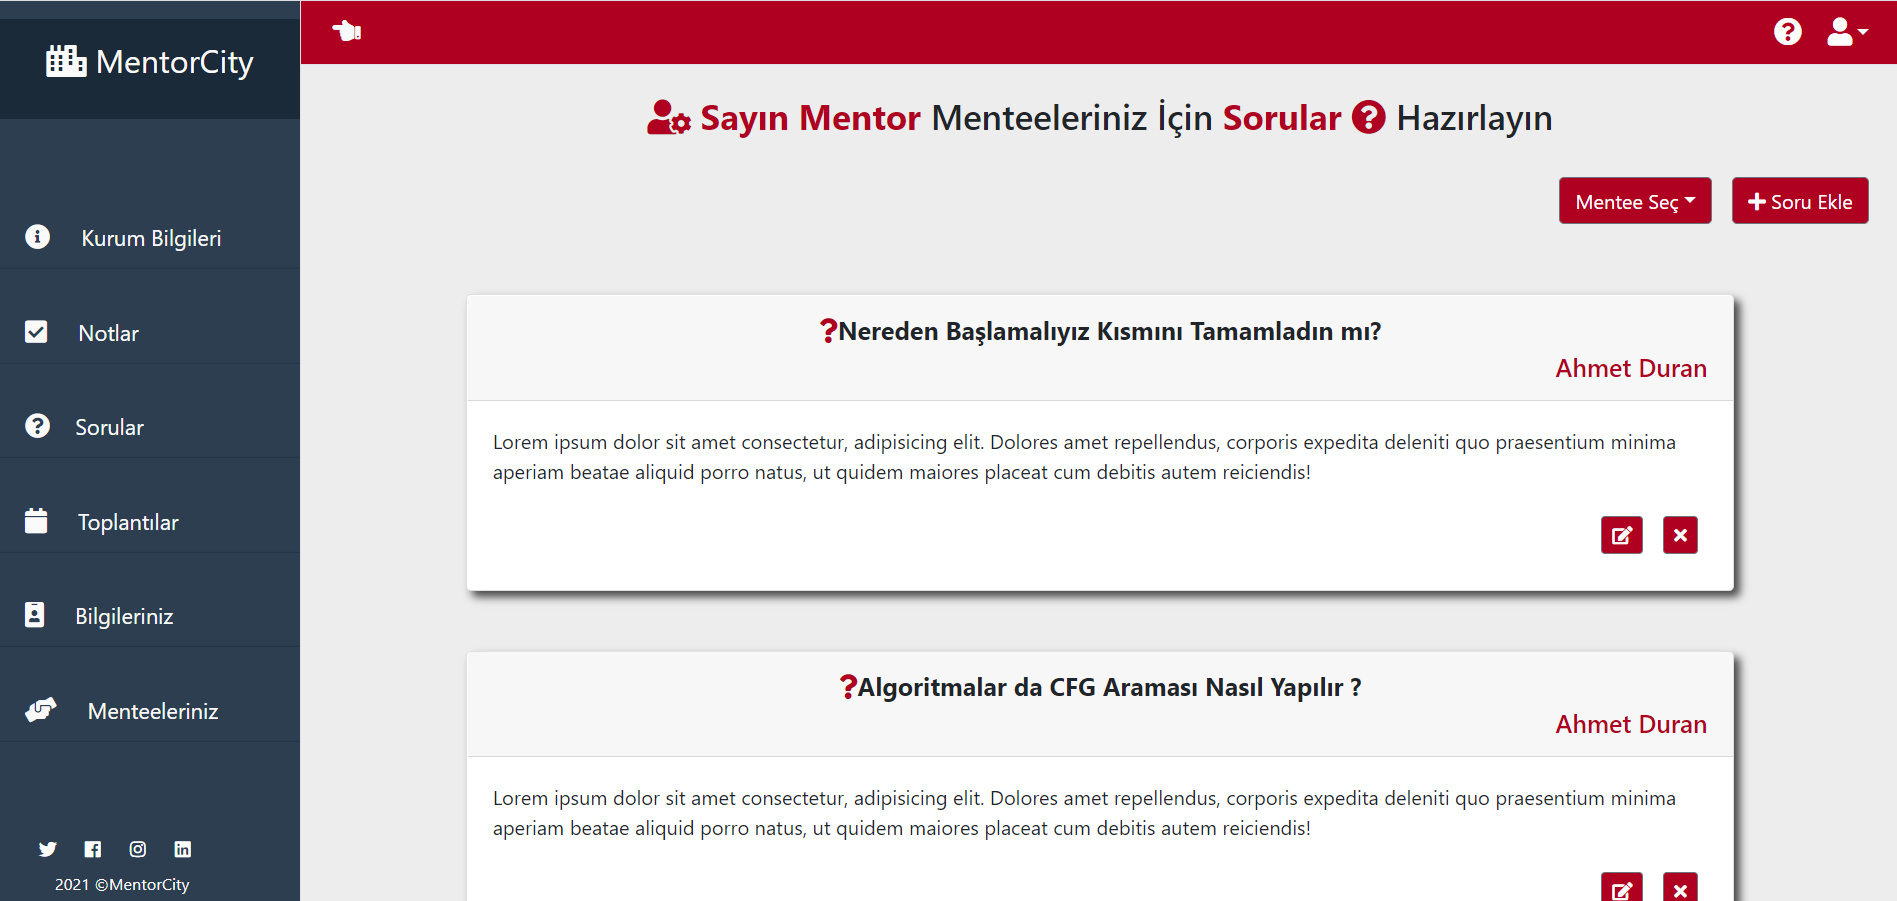 MentorCity
Kurum Bilgileri
Notlar
Sorular
Toplantılar
Bilgileriniz
Menteeleriniz
2021 ©MentorCity
Sayın Mentor Menteeleriniz İçin Sorular Hazırlayın
Mentee Seç
Soru Ekle
?Nereden Başlamalıyız Kısmını Tamamladın mı?
Ahmet Duran
Lorem ipsum dolor sit amet consectetur, adipisicing elit. Dolores amet repellendus, corporis expedita deleniti quo praesentium minima
aperiam beatae aliquid porro natus, ut quidem maiores placeat cum debitis autem reiciendis!
?Algoritmalar da CFG Araması Nasıl Yapılır ?
Ahmet Duran
Lorem ipsum dolor sit amet consectetur, adipisicing elit. Dolores amet repellendus, corporis expedita deleniti quo praesentium minima
aperiam beatae aliquid porro natus, ut quidem maiores placeat cum debitis autem reiciendis!